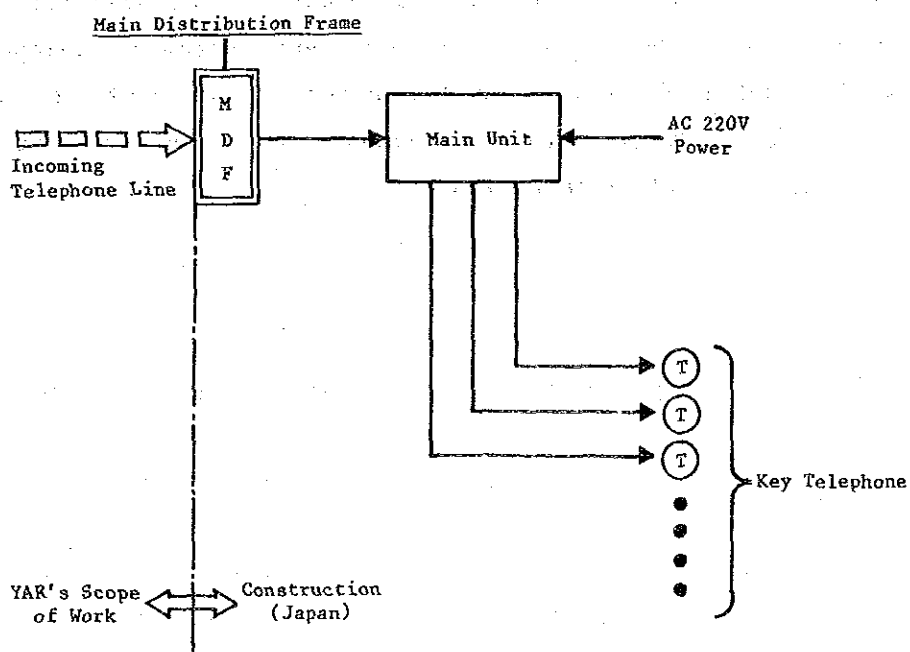 Main Distribution Frame
M
D
F
Incoming
Telephone Line
Main Unit
AC 220V
Power
T
T
T
Key Telephone
YAR's Scope
of Work
Construction
(Japan)